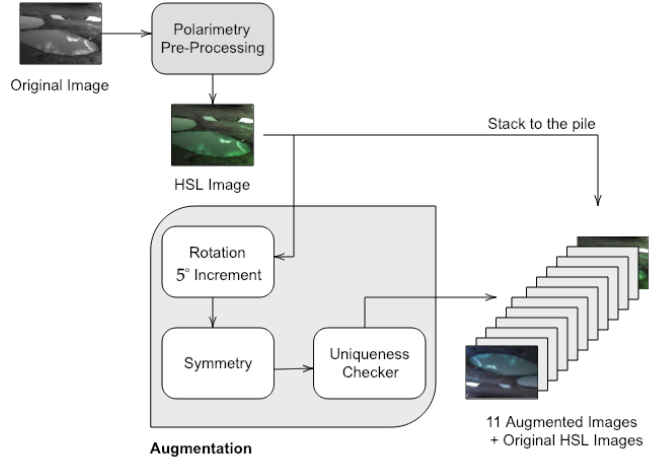 Polarimetry
Pre-Processing
Original Image
Stack to the pile
HSL Image
Rotation
5° Increment
Symmetry
Uniqueness
Checker
11 Augmented Images
+ Original HSL Images
Augmentation